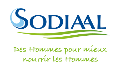 SODIAAL
Des Hommes pour mieux
nourrir les Hommes